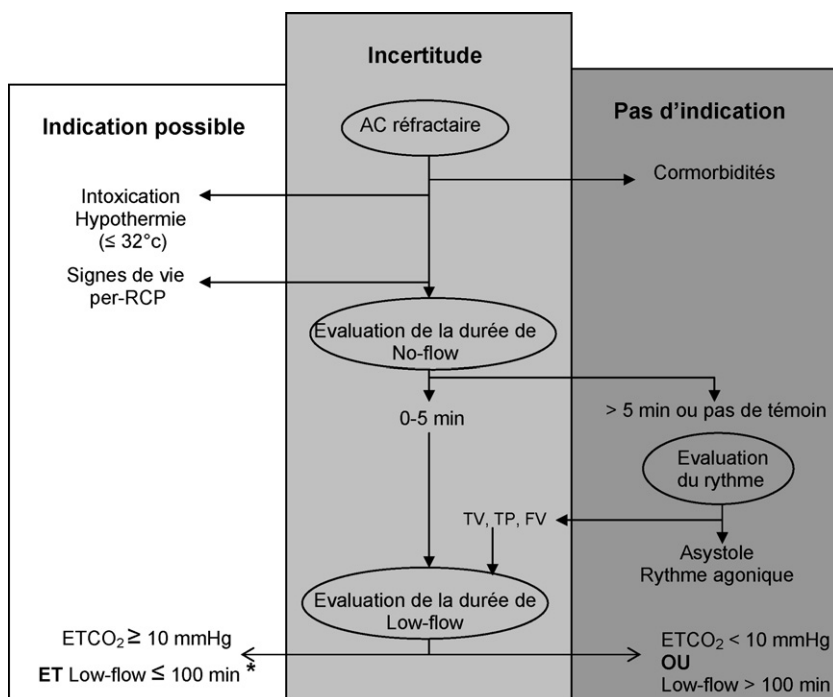 Incertitude
Indication possible
Pas d'indication
AC réfractaire
Cormorbidités
Intoxication
Hypothermie
(≤ 32°c)
Signes de vie
per-RCP
Evaluation de la durée de
No-flow
0-5 min
> 5 min ou pas de témoin
Evaluation
du rythme
TV, TP, FV
Asystole
Rythme agonique
Evaluation de la durée de
Low-flow
ETCO₂ ≥ 10 mmHg
ET Low-flow ≤ 100 min *
ETCO₂ < 10 mmHg
OU
Low-flow > 100 min